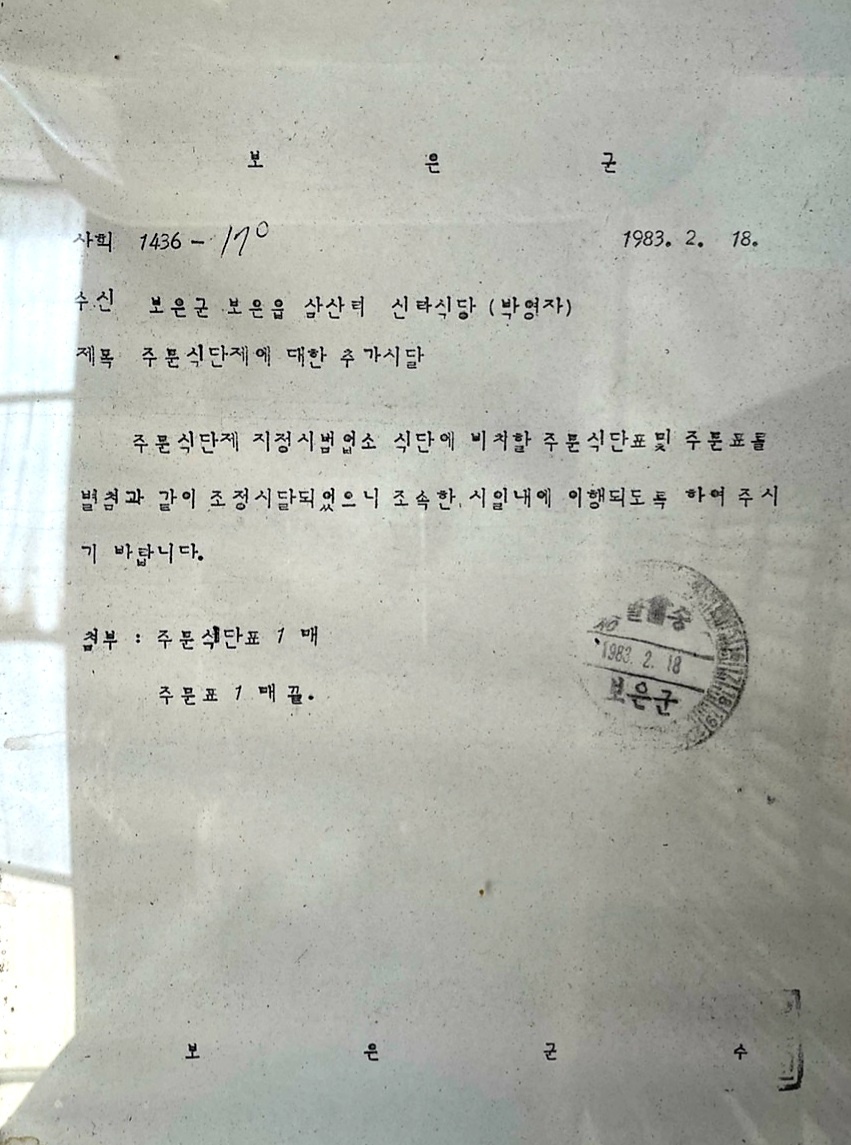 보 은 군
사회 1436 - 170 1983. 2. 18.
수신 보은군 보은읍 삼산리 신라식당 (박영자)
제목 주문식단제에 대한 추가시달
주문식단제 지정시범업소 식단에 비치할 주문식단표및 주문표를
별첨과 같이 조정시달되었으니 조속한 시일내에 이행되도록 하여 주시
기 바랍니다.
첨부 : 주문식단표 1 매
주문표 1 매 끝.
발송
1983. 2. 18
보은군
보 은 군 수